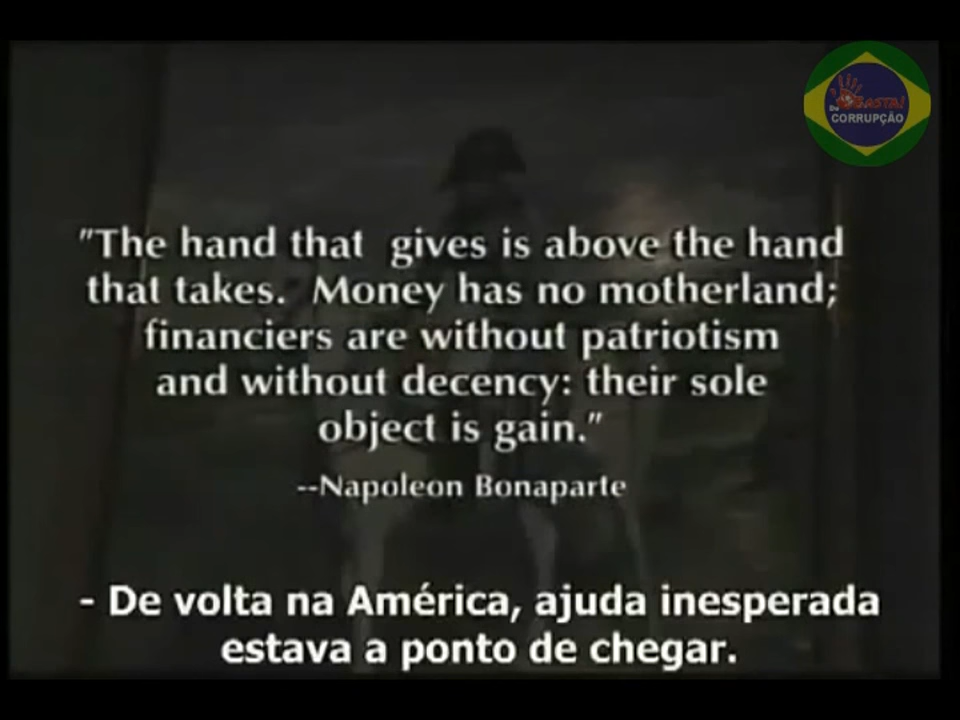 BASTA!
De
CORRUPÇÃO
"The hand that gives is above the hand
that takes. Money has no motherland;
financiers are without patriotism
and without decency: their sole
object is gain."
--Napoleon Bonaparte
- De volta na América, ajuda inesperada
estava a ponto de chegar.